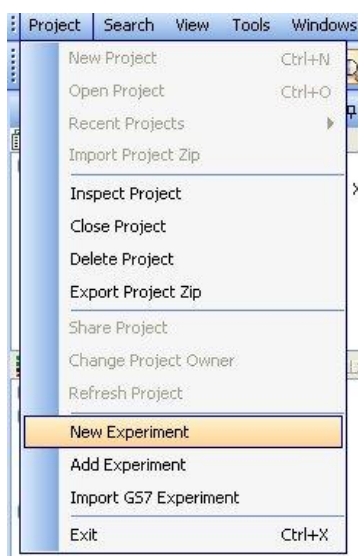 Project Search View Tools Windows
New Project Ctrl+N
Open Project Ctrl+O
Recent Projects
Import Project Zip
Inspect Project
Close Project
Delete Project
Export Project Zip
Share Project
Change Project Owner
Refresh Project
New Experiment
Add Experiment
Import GS7 Experiment
Exit Ctrl+X